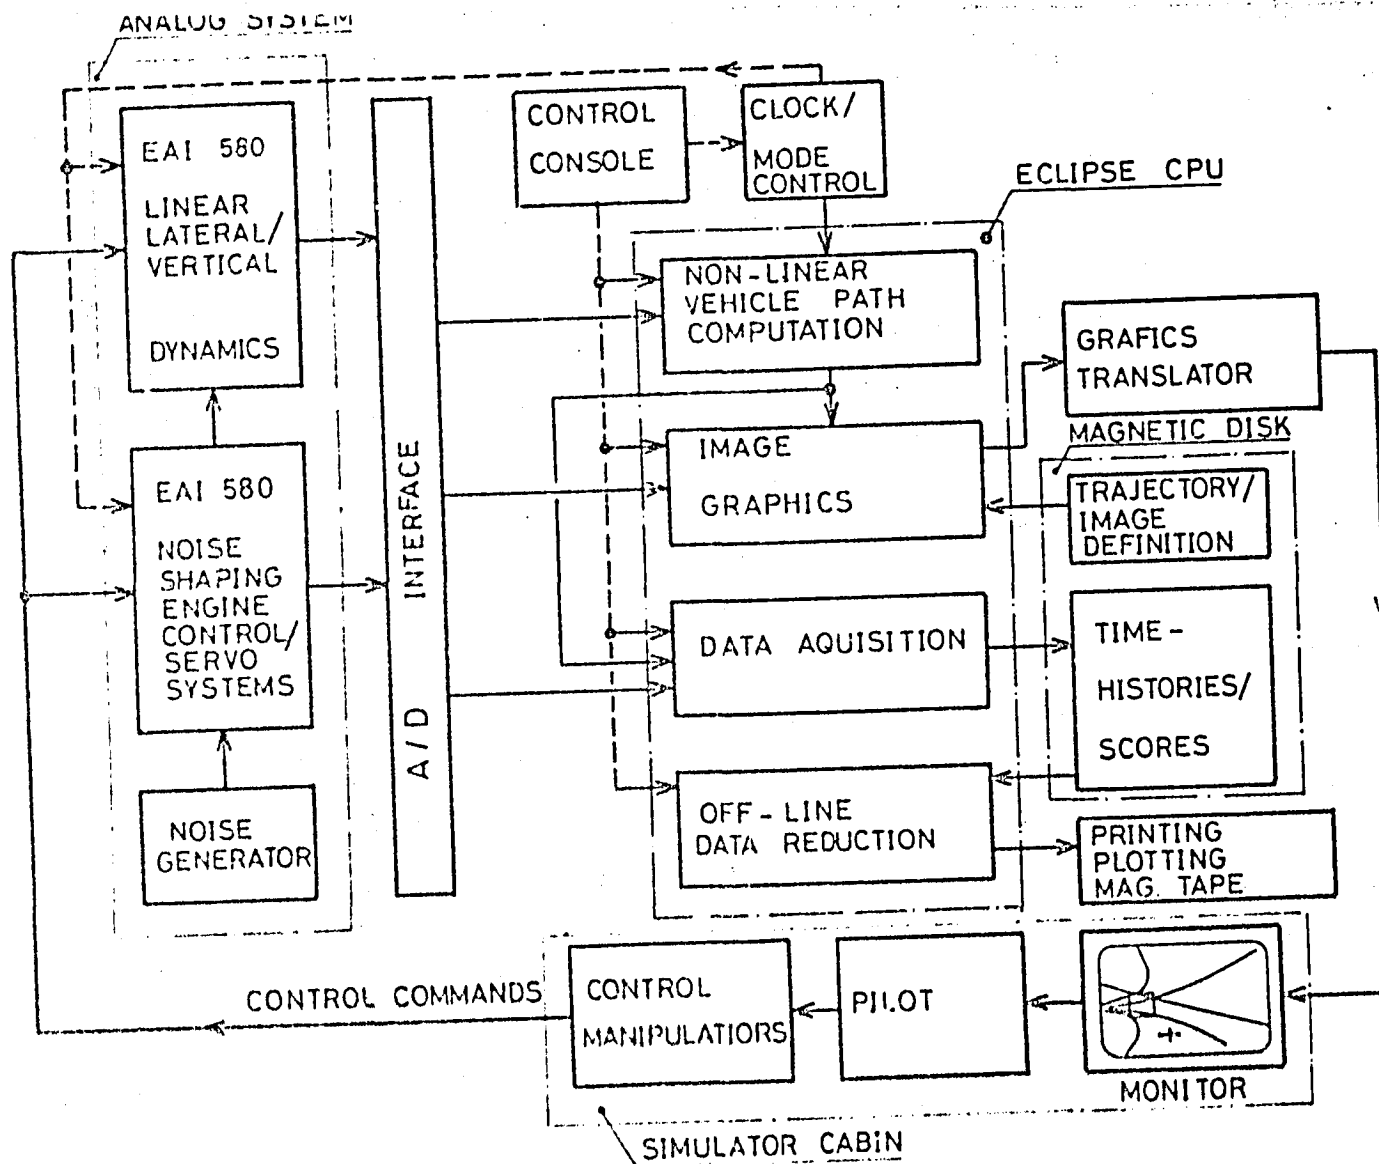 ANALOG SYSTEM
EAI 580
LINEAR
LATERAL/
VERTICAL
DYNAMICS
EAI 580
NOISE
SHAPING
ENGINE
CONTROL/
SERVO
SYSTEMS
NOISE
GENERATOR
A/D INTERFACE
CONTROL
CONSOLE
CLOCK/
MODE
CONTROL
ECLIPSE CPU
NON-LINEAR
VEHICLE PATH
COMPUTATION
IMAGE
GRAPHICS
DATA AQUISITION
OFF-LINE
DATA REDUCTION
GRAFICS
TRANSLATOR
MAGNETIC DISK
TRAJECTORY/
IMAGE
DEFINITION
TIME-
HISTORIES/
SCORES
PRINTING
PLOTTING
MAG. TAPE
CONTROL COMMANDS
CONTROL
MANIPULATIORS
PILOT
MONITOR
SIMULATOR CABIN